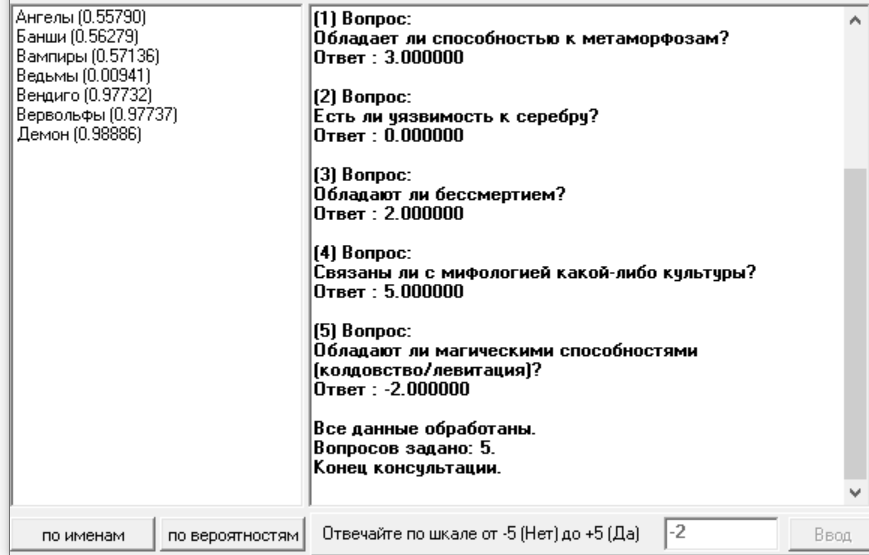 Ангелы (0.55790)
Банши (0.56279)
Вампиры (0.57136)
Ведьмы (0.00941)
Вендиго (0.97732)
Вервольфы (0.97737)
Демон (0.98886)
(1) Вопрос:
Обладает ли способностью к метаморфозам?
Ответ : 3.000000
(2) Вопрос:
Есть ли уязвимость к серебру?
Ответ : 0.000000
(3) Вопрос:
Обладают ли бессмертием?
Ответ : 2.000000
(4) Вопрос:
Связаны ли с мифологией какой-либо культуры?
Ответ : 5.000000
(5) Вопрос:
Обладают ли магическими способностями
(колдовство/левитация)?
Ответ : -2.000000
Все данные обработаны.
Вопросов задано: 5.
Конец консультации.
по именам
по вероятностям
Отвечайте по шкале от -5 (Нет) до +5 (Да)
-2
Ввод